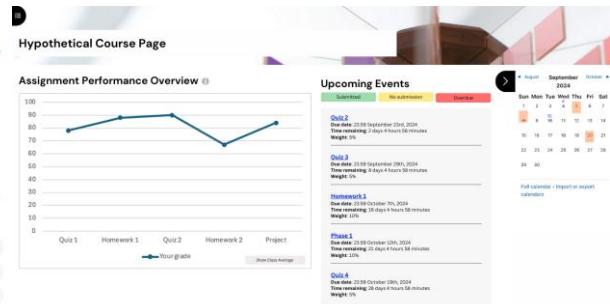 Hypothetical Course Page
Assignment Performance Overview
100
90
80
70
60
50
40
30
20
10
0
Quiz 1
Homework 1
Quiz 2
Homework 2
Project
Your grade
Show Class Average
Upcoming Events
Submitted
No submission
Overdue
Quiz 2
Due date: 23:59 September 23rd, 2024
Time remaining: 2 days 4 hours 58 minutes
Weight: 5%
Quiz 3
Due date: 23:59 September 29th, 2024
Time remaining: 8 days 4 hours 58 minutes
Weight: 5%
Homework 1
Due date: 23:59 October 7th, 2024
Time remaining: 16 days 4 hours 58 minutes
Weight: 10%
Phase 1
Due date: 23:59 October 12th, 2024
Time remaining: 21 days 4 hours 58 minutes
Weight: 10%
Quiz 4
Due date: 23:59 October 19th, 2024
Time remaining: 28 days 4 hours 58 minutes
Weight: 5%
August September 2024 October
Sun Mon Tue Wed Thu Fri Sat
1 2 3 4 5 6 7
9 10 11 12 13 14
15 16 17 18 19 20 21
22 23 24 25 26 27 28
29 30
Full calendar • Import or export calendars